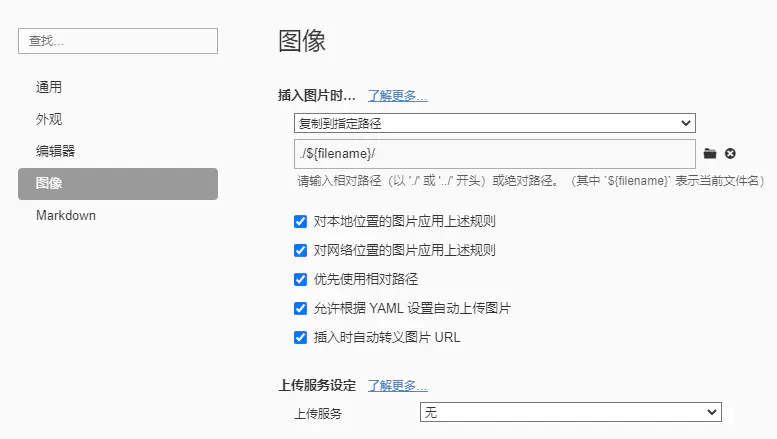 查找...
通用
外观
编辑器
图像
Markdown
图像
插入图片时... 了解更多...
复制到指定路径
./${filename}/
请输入相对路径（以 './' 或 '../' 开头）或绝对路径。（其中 `${filename}` 表示当前文件名）
对本地位置的图片应用上述规则
对网络位置的图片应用上述规则
优先使用相对路径
允许根据 YAML 设置自动上传图片
插入时自动转义图片 URL
上传服务设定 了解更多...
上传服务 无